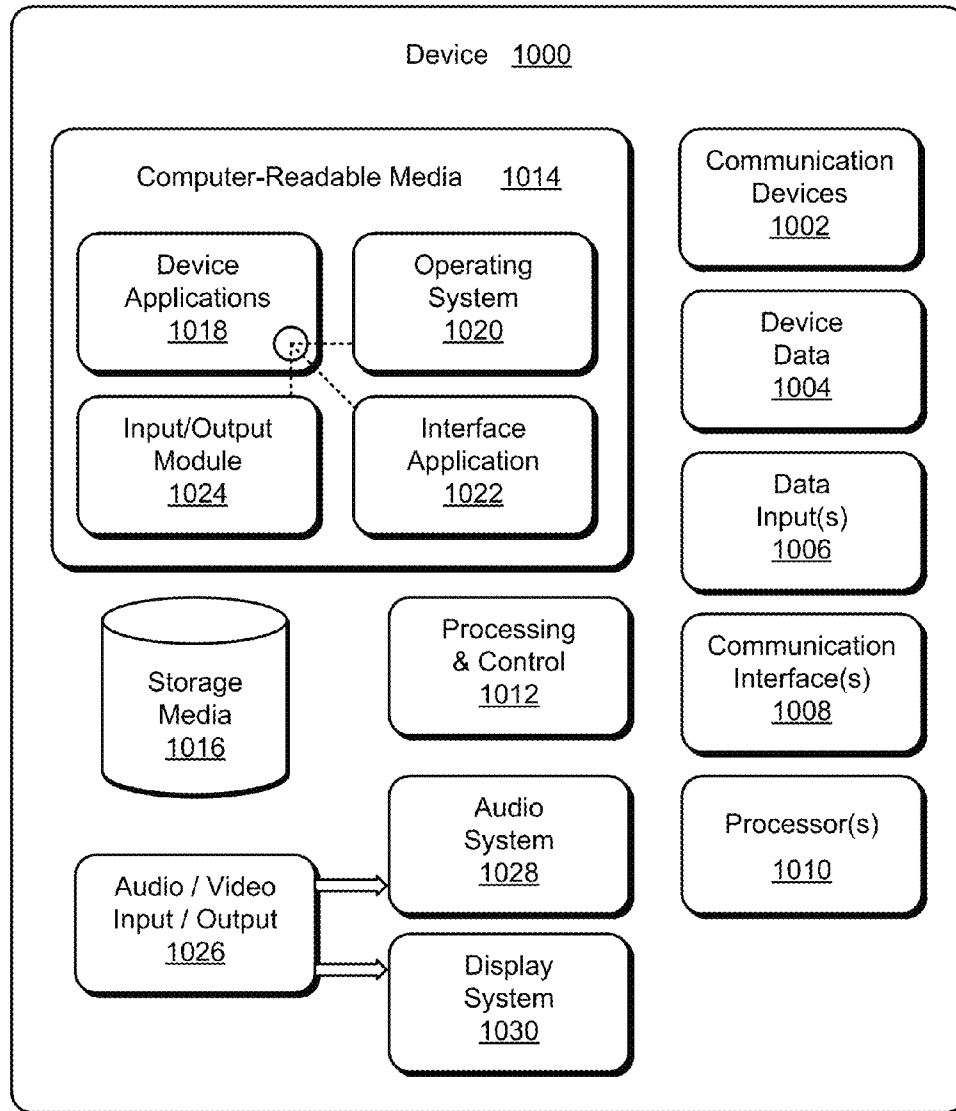 Device 1000
Computer-Readable Media 1014
Device
Applications
1018
Operating
System
1020
Input/Output
Module
1024
Interface
Application
1022
Storage
Media
1016
Processing
& Control
1012
Audio / Video
Input / Output
1026
Audio
System
1028
Display
System
1030
Communication
Devices
1002
Device
Data
1004
Data
Input(s)
1006
Communication
Interface(s)
1008
Processor(s)
1010